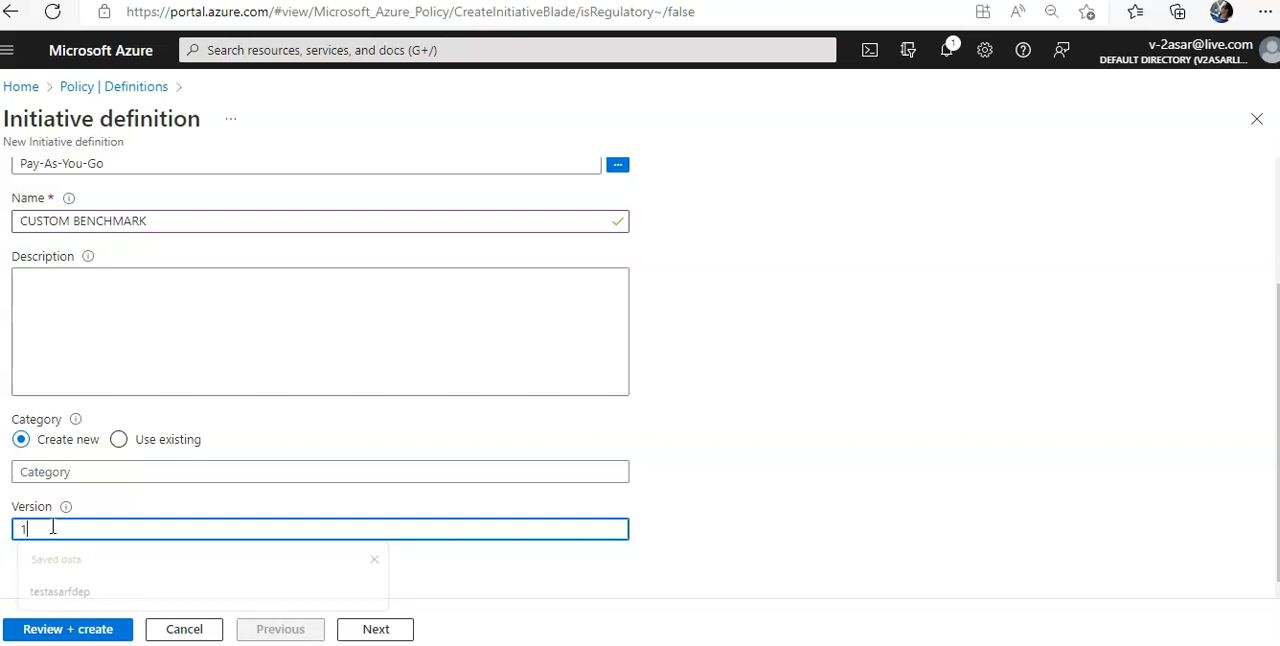 https://portal.azure.com/#view/Microsoft_Azure_Policy/CreateInitiativeBlade/isRegulatory~/false
Microsoft Azure
Search resources, services, and docs (G+/)
1
v-2asar@live.com
DEFAULT DIRECTORY (V2ASARLI...
Home > Policy | Definitions >
Initiative definition ...
New Initiative definition
Pay-As-You-Go
...
Name *
CUSTOM BENCHMARK
Description
Category
Create new
Use existing
Category
Version
1
Saved data
testasarfdep
Review + create
Cancel
Previous
Next